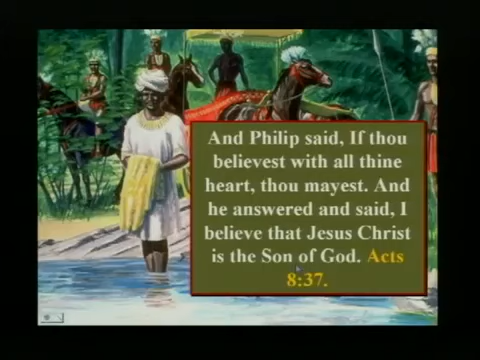 And Philip said, If thou
believest with all thine
heart, thou mayest. And
he answered and said, I
believe that Jesus Christ
is the Son of God. Acts
8:37.